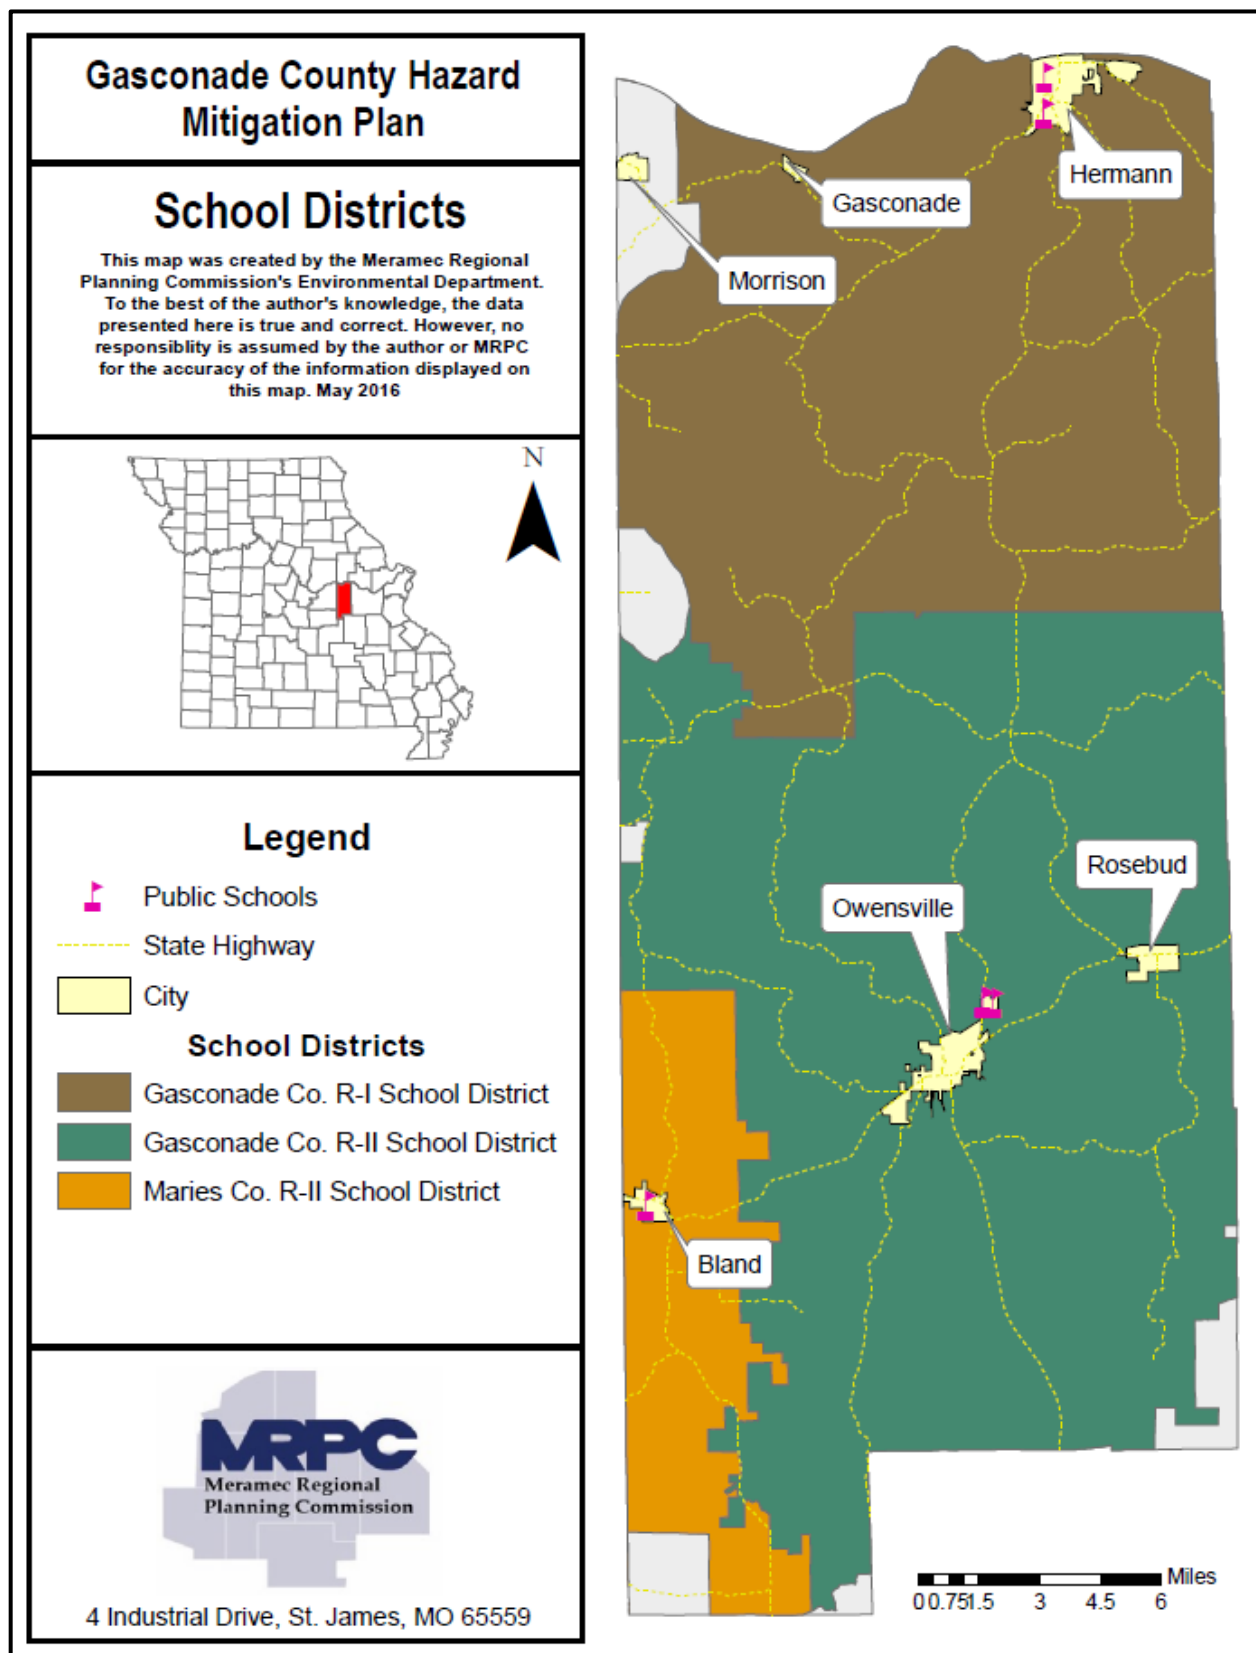 Gasconade County Hazard
Mitigation Plan
School Districts
This map was created by the Meramec Regional
Planning Commission's Environmental Department.
To the best of the author's knowledge, the data
presented here is true and correct. However, no
responsiblity is assumed by the author or MRPC
for the accuracy of the information displayed on
this map. May 2016
N
Legend
Public Schools
State Highway
City
School Districts
Gasconade Co. R-I School District
Gasconade Co. R-II School District
Maries Co. R-II School District
MRPC
Meramec Regional
Planning Commission
4 Industrial Drive, St. James, MO 65559
Hermann
Gasconade
Morrison
Rosebud
Owensville
Bland
Miles
0 0.75 1.5 3 4.5 6